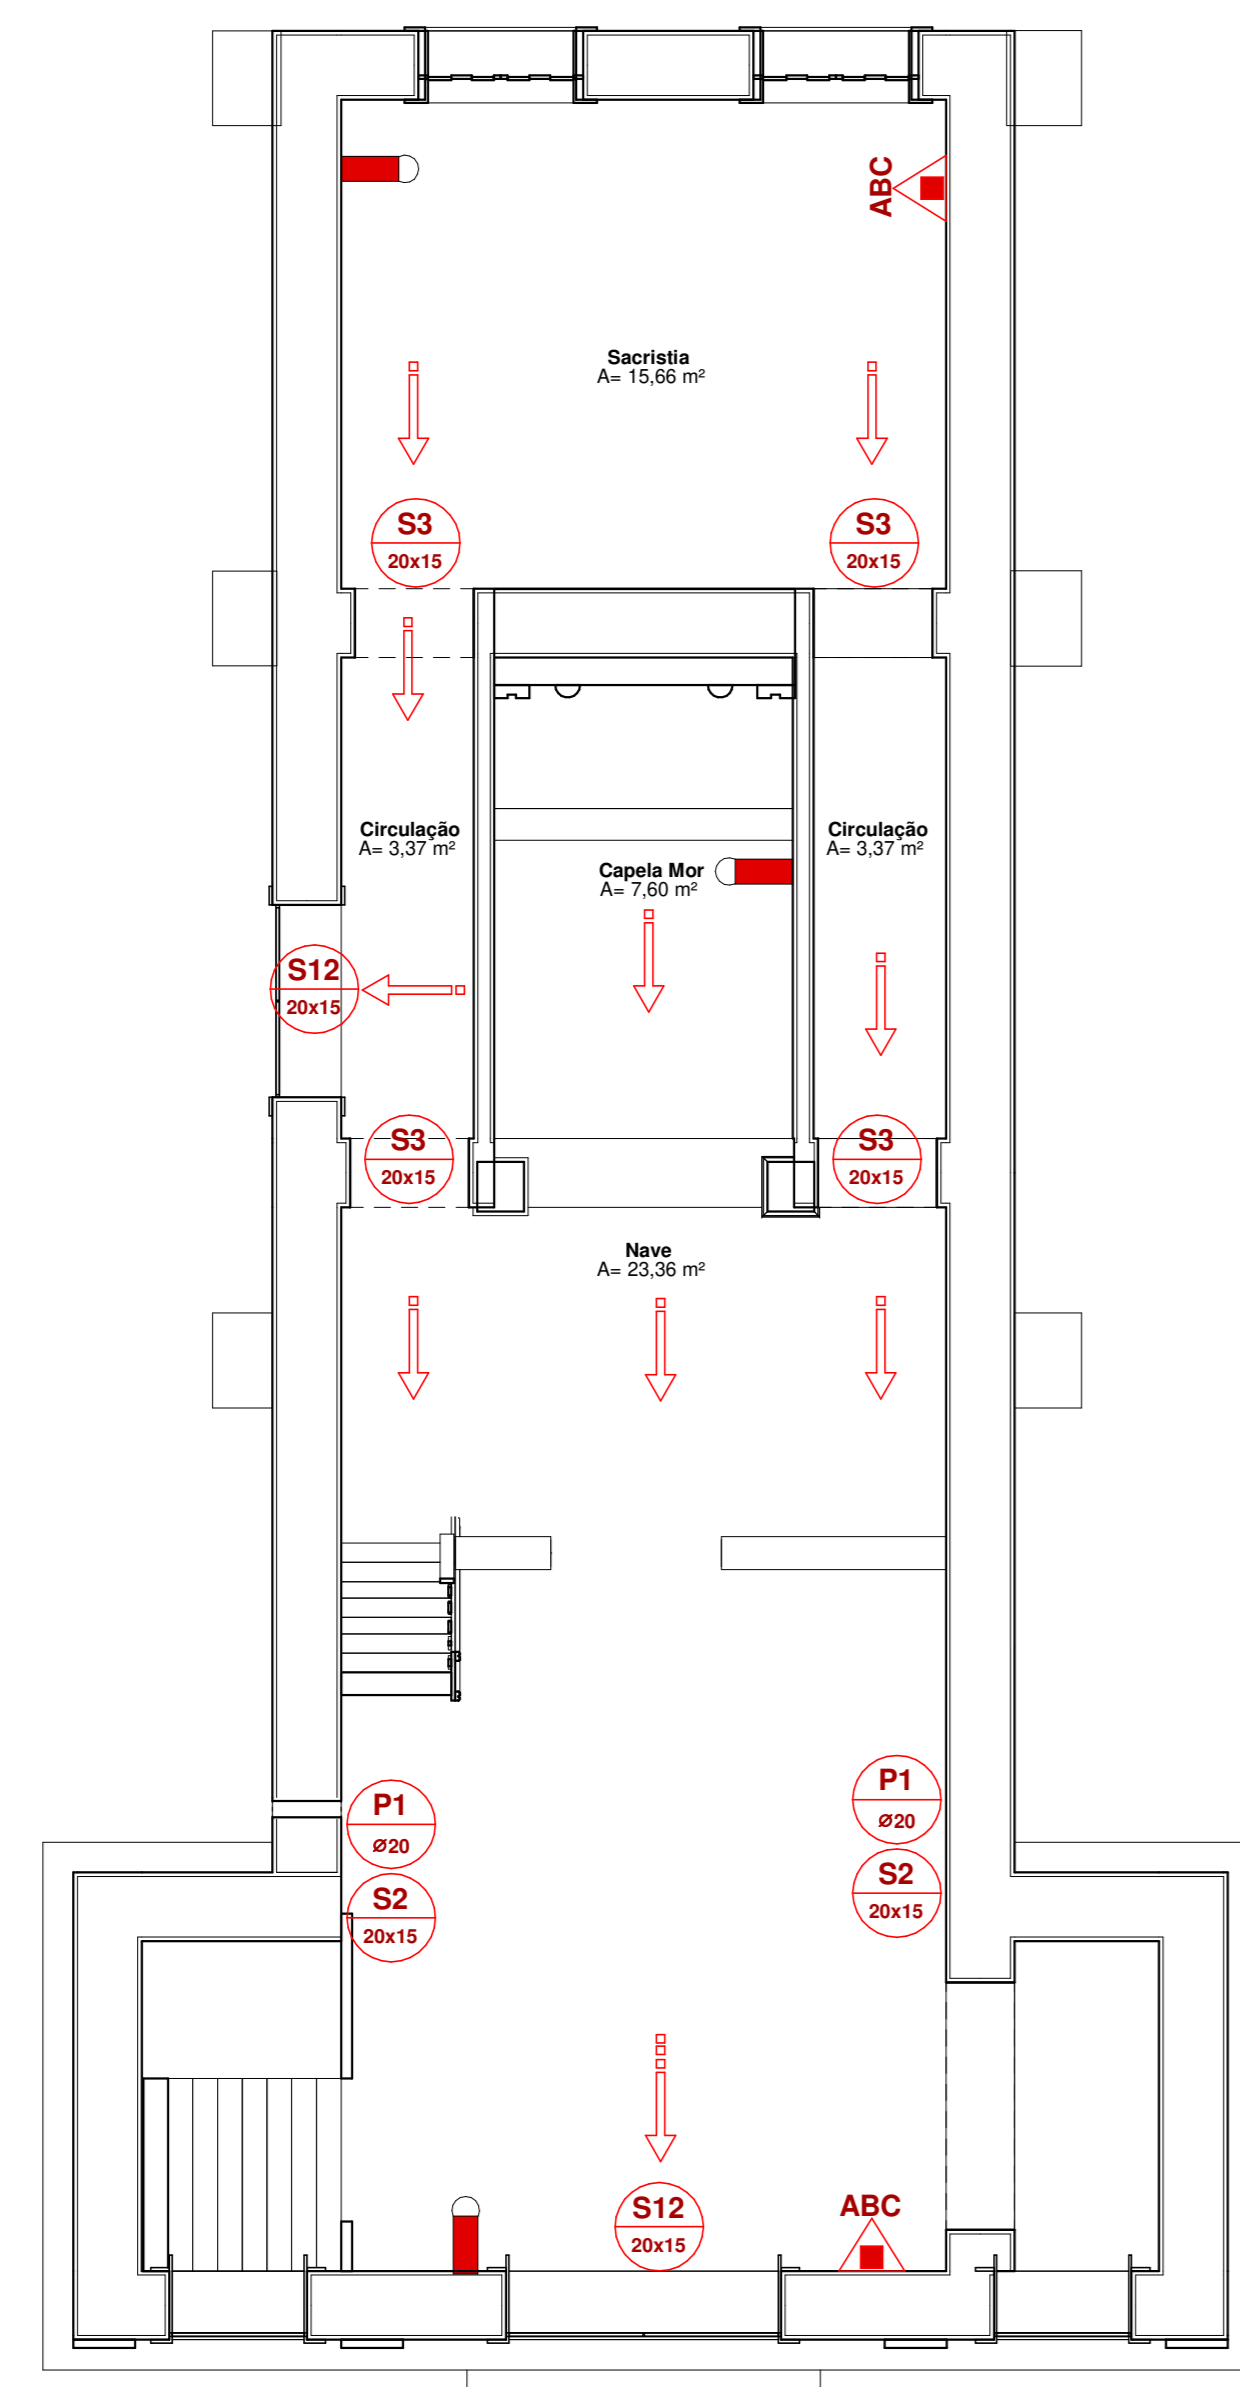 ABC
Sacristia
A= 15,66 m²
S3
20x15
S3
20x15
Circulação
A= 3,37 m²
Circulação
A= 3,37 m²
Capela Mor
A= 7,60 m²
S12
20x15
S3
20x15
S3
20x15
Nave
A= 23,36 m²
P1
Ø20
P1
Ø20
S2
20x15
S2
20x15
S12
20x15
ABC